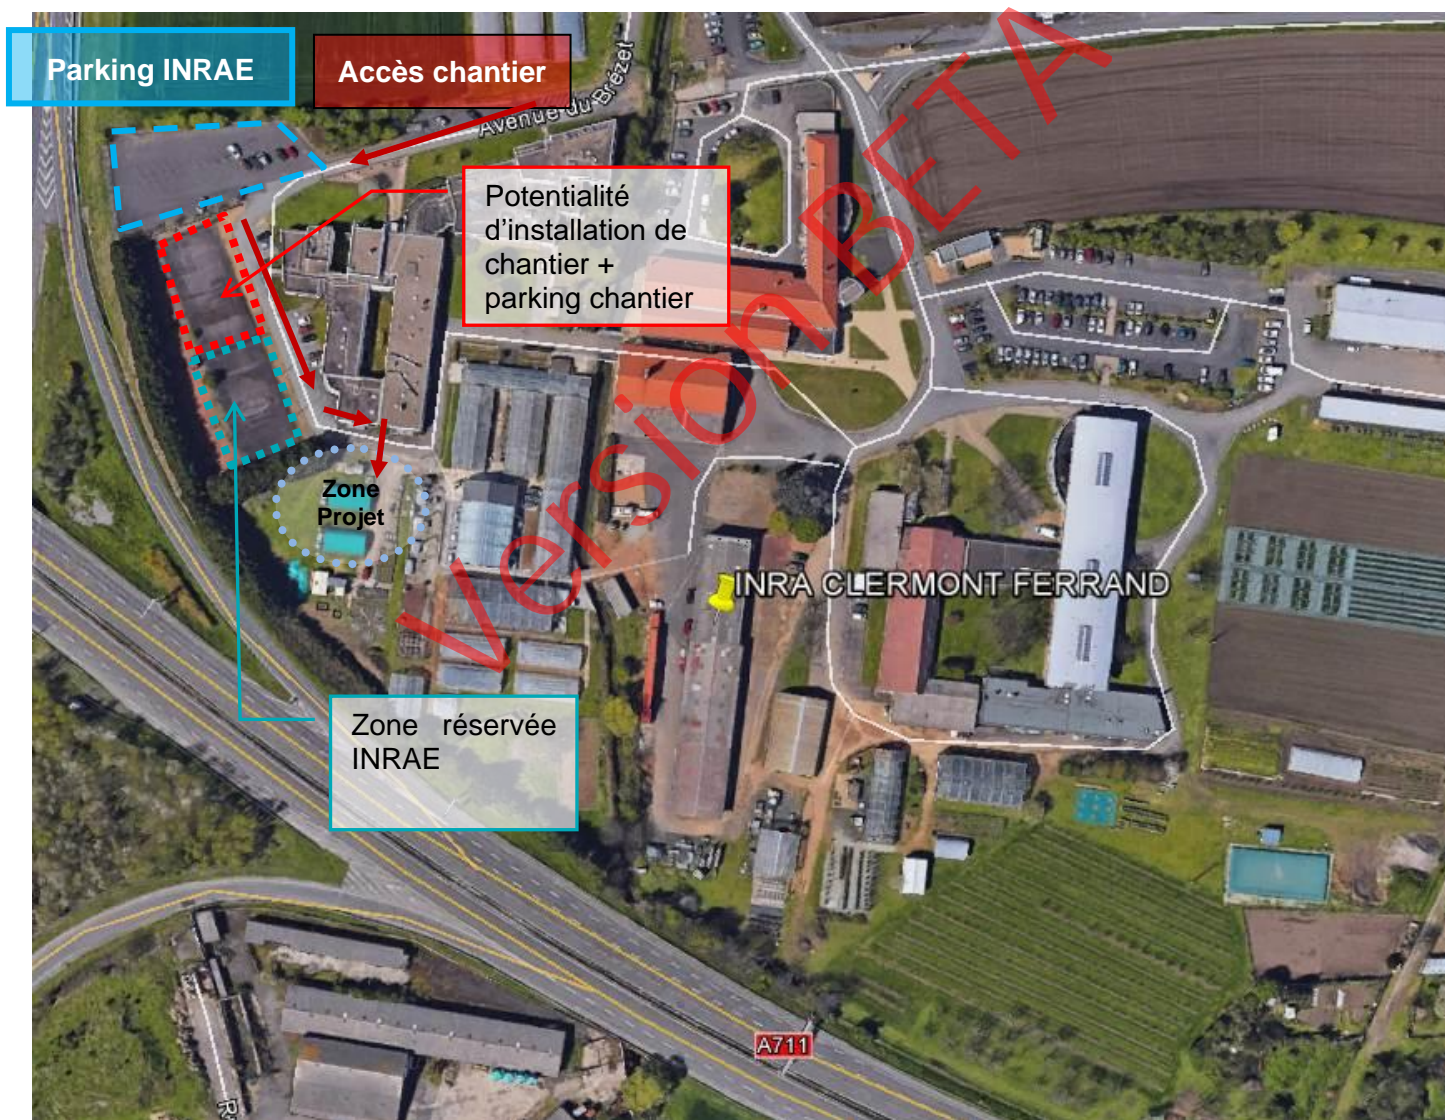 Parking INRAE
Accès chantier
Avenue du Brézet
Potentialité
d'installation de
chantier +
parking chantier
Zone
Projet
INRA CLERMONT FERRAND
Zone réservée
INRAE
A711
Version BETA